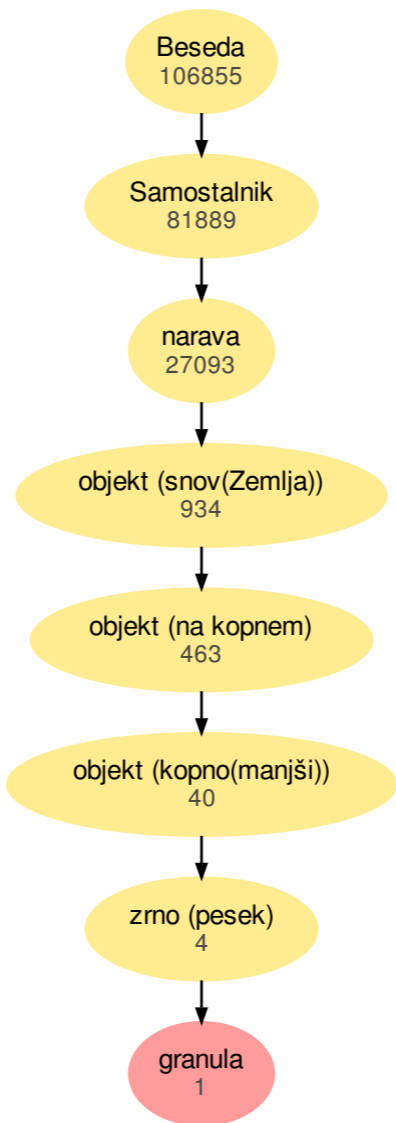 Beseda
106855
Samostalnik
81889
narava
27093
objekt (snov(Zemlja))
934
objekt (na kopnem)
463
objekt (kopno(manjši))
40
zrno (pesek)
4
granula
1